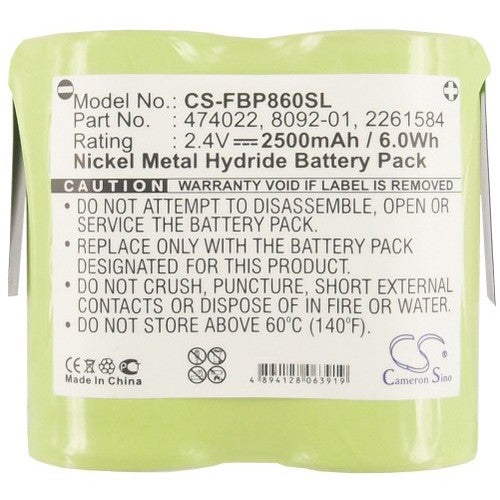 Model No.: CS-FBP860SL
Part No.: 474022, 8092-01, 2261584
Rating : 2.4V⎓2500mAh / 6.0Wh
Nickel Metal Hydride Battery Pack
WARRANTY VOID IF LABEL IS REMOVED
• DO NOT ATTEMPT TO DISASSEMBLE, OPEN OR
SERVICE THE BATTERY PACK.
• REPLACE ONLY WITH BATTERY PACK
DESIGNATED FOR THIS PRODUCT.
• DO NOT CRUSH, PUNCTURE, SHORT EXTERNAL
CONTACTS OR DISPOSE OF IN FIRE OR WATER.
• DO NOT STORE ABOVE 60°C (140°F).
CE
Made in China
4 894128 063919
CS
Cameron Sino